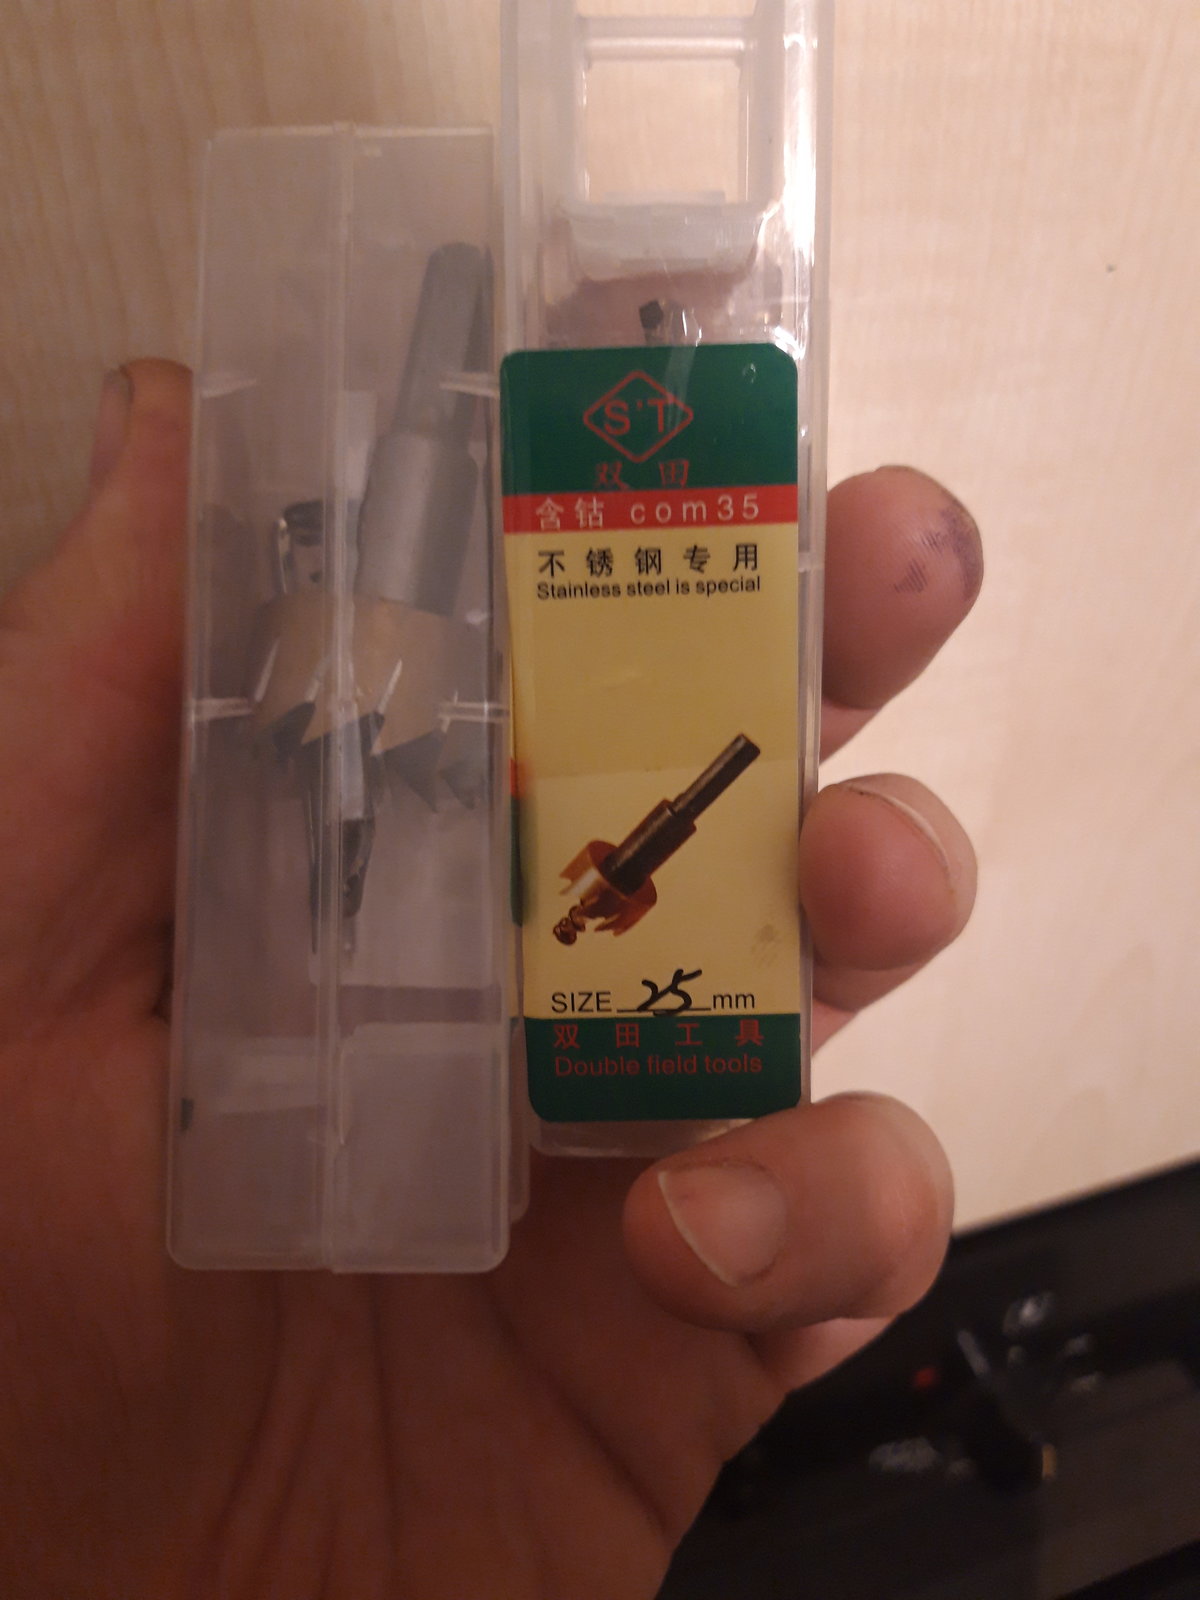 S'T
双田
含钴 com35
不锈钢专用
Stainless steel is special
SIZE 25 mm
双田工具
Double field tools